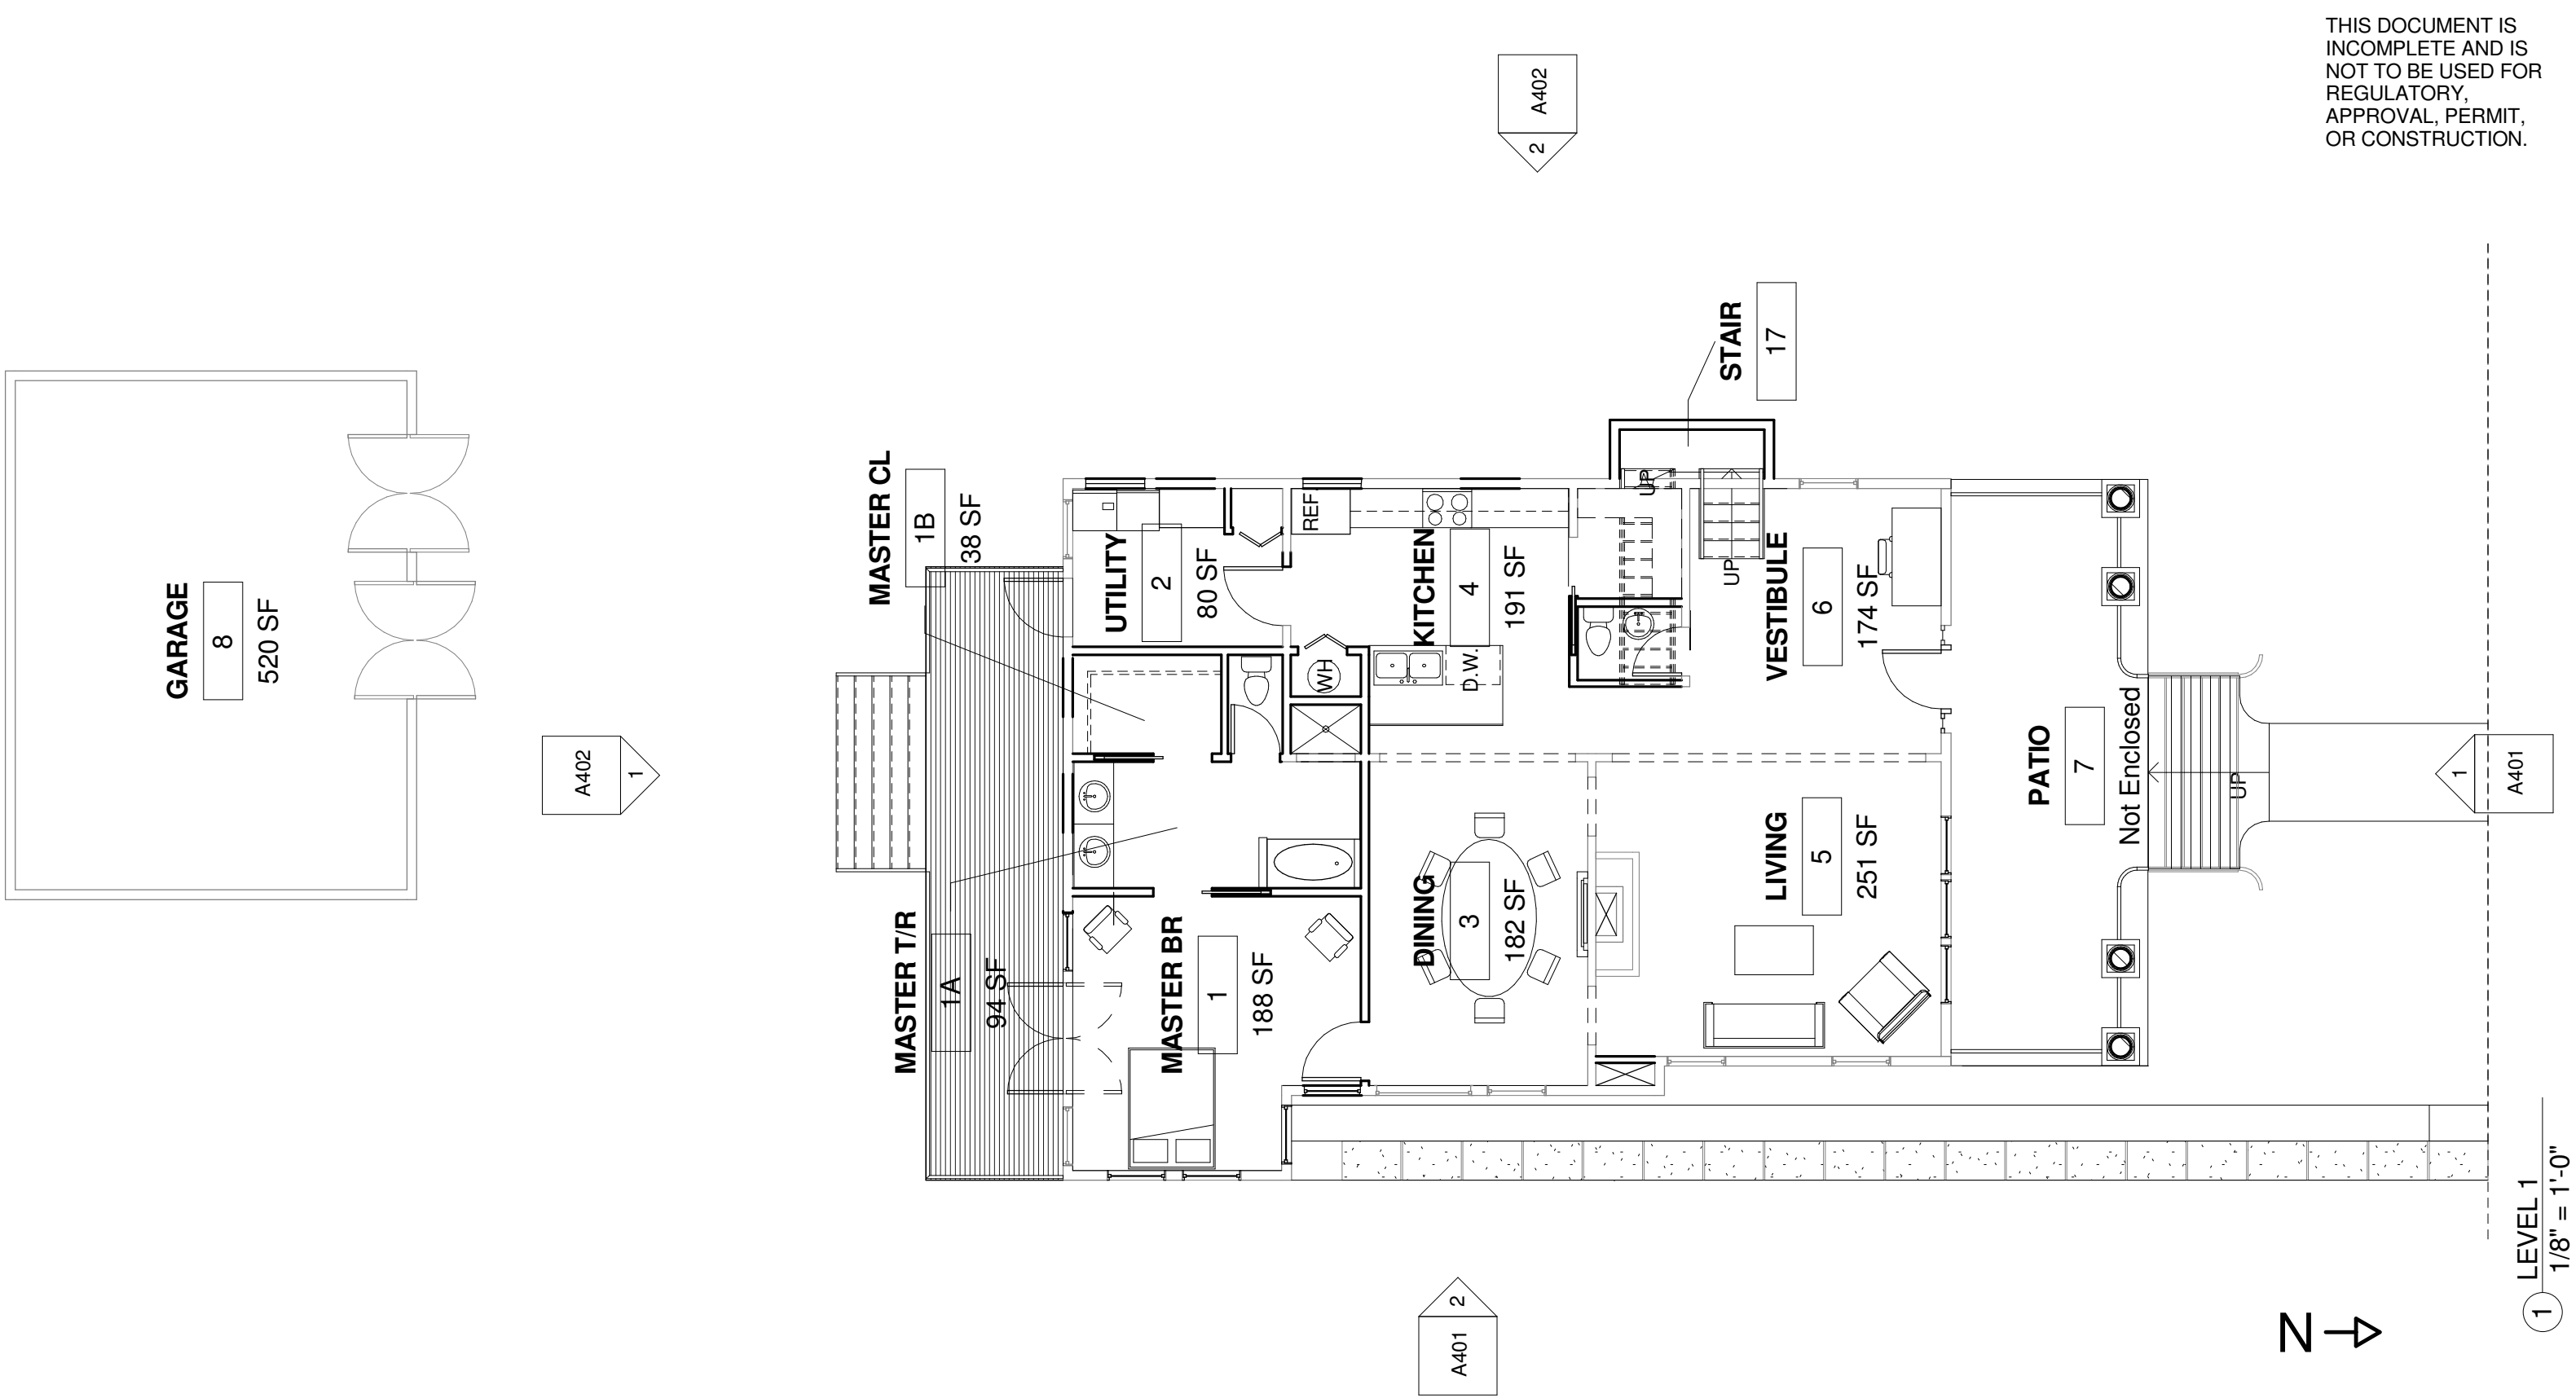 THIS DOCUMENT IS
INCOMPLETE AND IS
NOT TO BE USED FOR
REGULATORY,
APPROVAL, PERMIT,
OR CONSTRUCTION.
A402
2
STAIR
17
GARAGE
8
520 SF
A402
1
MASTER CL
1B
38 SF
UTILITY
2
80 SF
REF
KITCHEN
4
191 SF
WH
D.W.
UP
UP
VESTIBULE
6
174 SF
MASTER T/R
1A
94 SF
MASTER BR
1
188 SF
DINING
3
182 SF
LIVING
5
251 SF
PATIO
7
Not Enclosed
UP
1
A401
2
A401
N
1
LEVEL 1
1/8" = 1'-0"